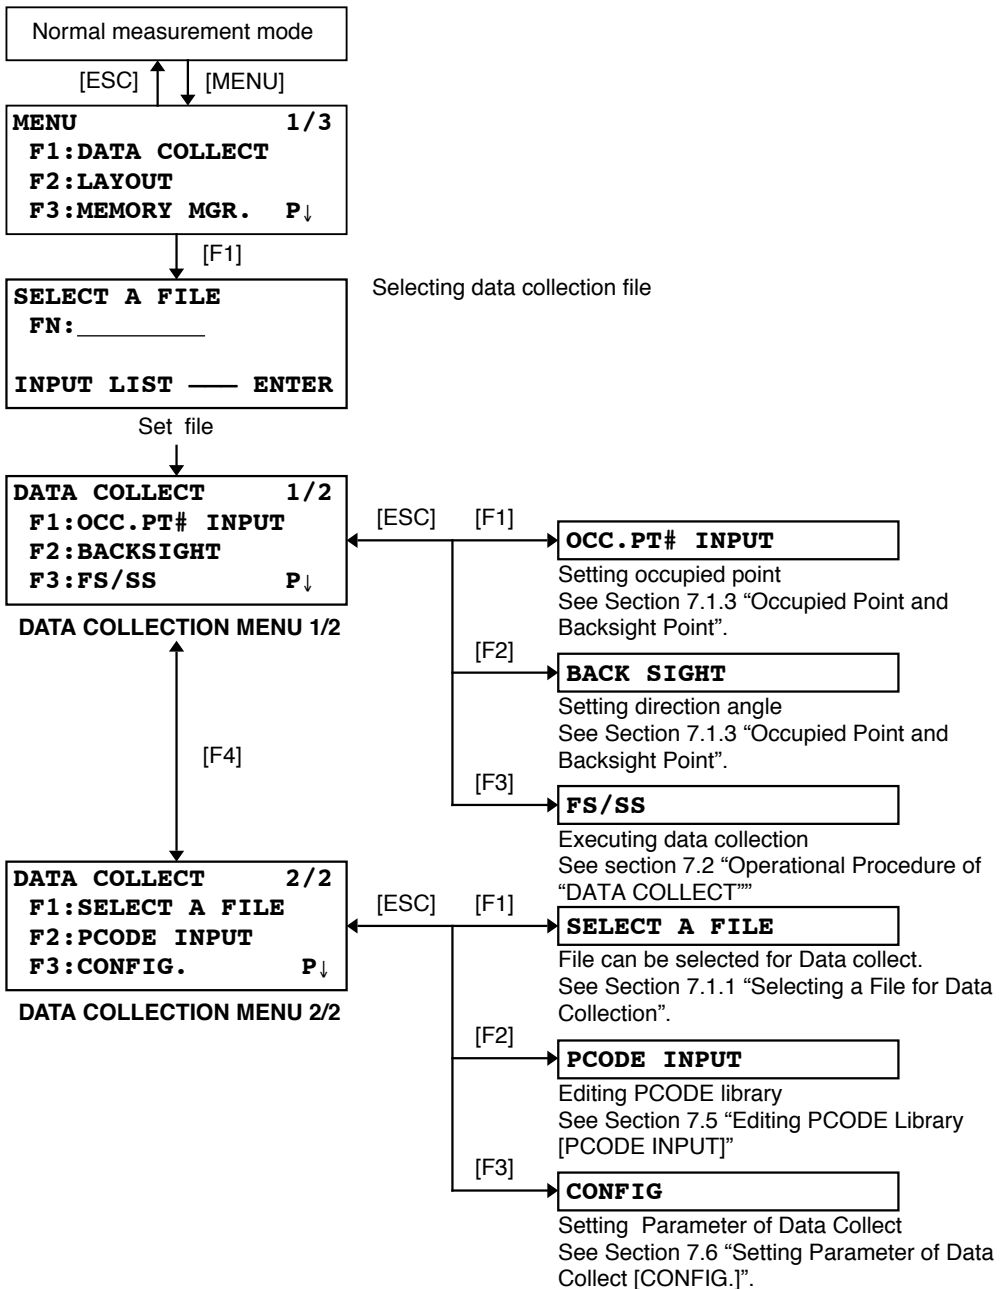 Normal measurement mode
[ESC] [MENU]
MENU 1/3
F1:DATA COLLECT
F2:LAYOUT
F3:MEMORY MGR. P↓
[F1]
SELECT A FILE
FN:_________
INPUT LIST ——— ENTER
Selecting data collection file
Set file
DATA COLLECT 1/2
F1:OCC.PT# INPUT
F2:BACKSIGHT
F3:FS/SS P↓
DATA COLLECTION MENU 1/2
[ESC] [F1]
OCC.PT# INPUT
Setting occupied point
See Section 7.1.3 “Occupied Point and
Backsight Point”.
[F2]
BACK SIGHT
Setting direction angle
See Section 7.1.3 “Occupied Point and
Backsight Point”.
[F3]
FS/SS
Executing data collection
See section 7.2 “Operational Procedure of
“DATA COLLECT””
[F4]
DATA COLLECT 2/2
F1:SELECT A FILE
F2:PCODE INPUT
F3:CONFIG. P↓
DATA COLLECTION MENU 2/2
[ESC] [F1]
SELECT A FILE
File can be selected for Data collect.
See Section 7.1.1 “Selecting a File for Data
Collection”.
[F2]
PCODE INPUT
Editing PCODE library
See Section 7.5 “Editing PCODE Library
[PCODE INPUT]”
[F3]
CONFIG
Setting Parameter of Data Collect
See Section 7.6 “Setting Parameter of Data
Collect [CONFIG.]”.